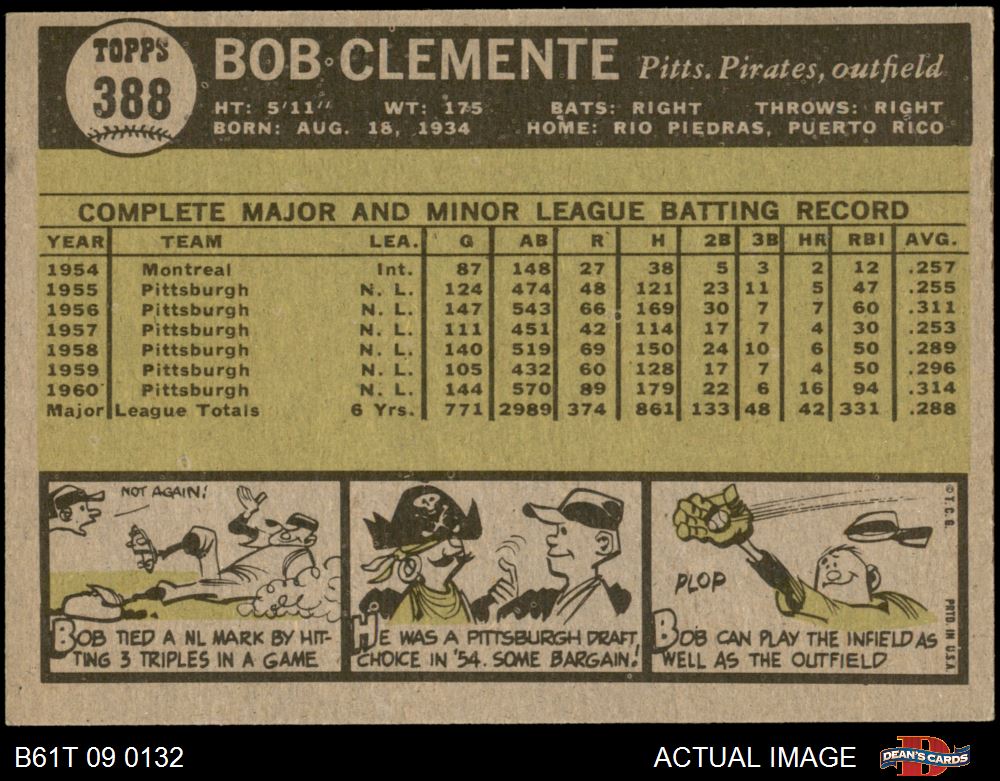 TOPPS
388
BOB CLEMENTE Pitts. Pirates, outfield
HT: 5'11" WT: 175 BATS: RIGHT THROWS: RIGHT
BORN: AUG. 18, 1934 HOME: RIO PIEDRAS, PUERTO RICO
COMPLETE MAJOR AND MINOR LEAGUE BATTING RECORD
YEAR TEAM LEA. G AB R H 2B 3B HR RBI AVG.
1954 Montreal Int. 87 148 27 38 5 3 2 12 .257
1955 Pittsburgh N. L. 124 474 48 121 23 11 5 47 .255
1956 Pittsburgh N. L. 147 543 66 169 30 7 7 60 .311
1957 Pittsburgh N. L. 111 451 42 114 17 7 4 30 .253
1958 Pittsburgh N. L. 140 519 69 150 24 10 6 50 .289
1959 Pittsburgh N. L. 105 432 60 128 17 7 4 50 .296
1960 Pittsburgh N. L. 144 570 89 179 22 6 16 94 .314
Major League Totals 6 Yrs. 771 2989 374 861 133 48 42 331 .288
NOT AGAIN!
BOB TIED A NL MARK BY HIT-
TING 3 TRIPLES IN A GAME
HE WAS A PITTSBURGH DRAFT
CHOICE IN '54. SOME BARGAIN!
PLOP
BOB CAN PLAY THE INFIELD AS
WELL AS THE OUTFIELD
© T. C. G.
PRTD. IN U.S.A.
B61T 09 0132
ACTUAL IMAGE
DEAN'S CARDS